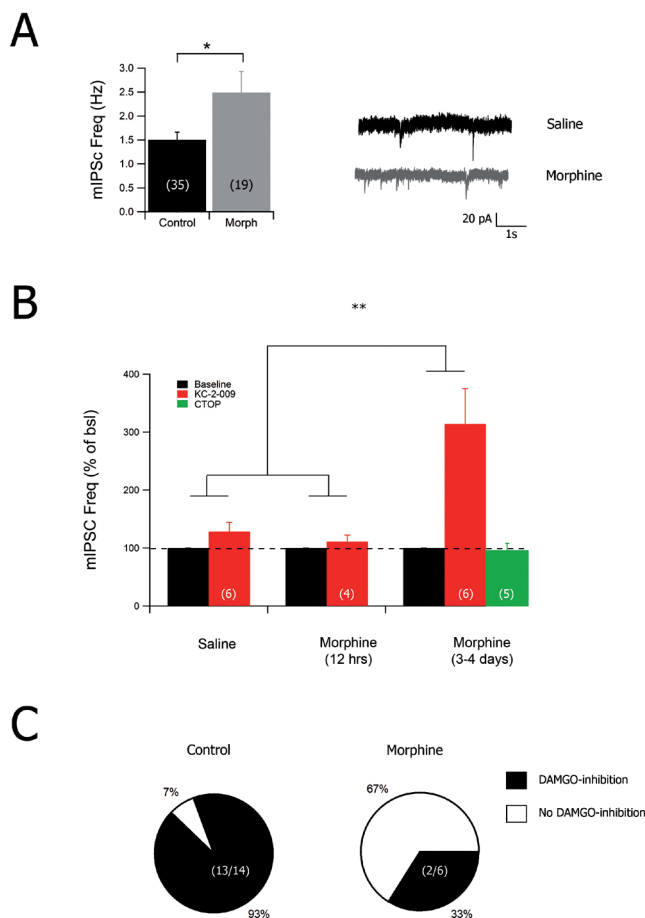 A
*
mIPSc Freq (Hz)
3.0
2.5
2.0
1.5
1.0
0.5
0.0
(35)
(19)
Control
Morph
Saline
Morphine
20 pA
1s
B
**
mIPSC Freq (% of bsl)
400
300
200
100
0
Baseline
KC-2-009
CTOP
(6)
(4)
(6)
(5)
Saline
Morphine
(12 hrs)
Morphine
(3-4 days)
C
Control
Morphine
7%
(13/14)
93%
67%
(2/6)
33%
DAMGO-inhibition
No DAMGO-inhibition